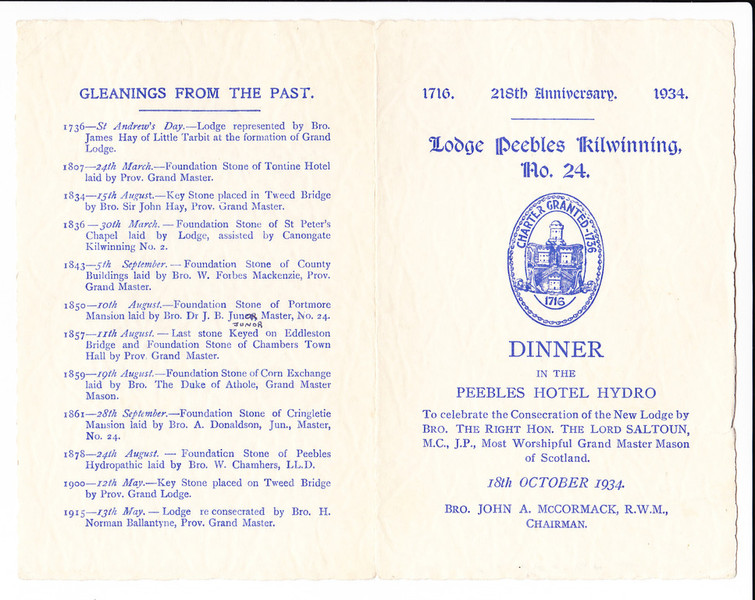 GLEANINGS FROM THE PAST.
1736—St Andrew's Day.—Lodge represented by Bro.
James Hay of Little Tarbit at the formation of Grand
Lodge.
1807—24th March.—Foundation Stone of Tontine Hotel
laid by Prov. Grand Master.
1834—15th August.—Key Stone placed in Tweed Bridge
by Bro. Sir John Hay, Prov. Grand Master.
1836—30th March.—Foundation Stone of St Peter's
Chapel laid by Lodge, assisted by Canongate
Kilwinning No. 2.
1843—5th September.—Foundation Stone of County
Buildings laid by Bro. W. Forbes Mackenzie, Prov.
Grand Master.
1850—10th August.—Foundation Stone of Portmore
Mansion laid by Bro. Dr J. B. Junor, Master, No. 24.
JUNOR
1857—11th August.—Last stone Keyed on Eddleston
Bridge and Foundation Stone of Chambers Town
Hall by Prov. Grand Master.
1859—19th August.—Foundation Stone of Corn Exchange
laid by Bro. The Duke of Athole, Grand Master
Mason.
1861—28th September.—Foundation Stone of Cringletie
Mansion laid by Bro. A. Donaldson, Jun., Master,
No. 24.
1878—24th August.—Foundation Stone of Peebles
Hydropathic laid by Bro. W. Chambers, LL.D.
1900—12th May.—Key Stone placed on Tweed Bridge
by Prov. Grand Lodge.
1915—13th May.—Lodge re consecrated by Bro. H.
Norman Ballantyne, Prov. Grand Master.
1716. 218th Anniversary. 1934.
Lodge Peebles Kilwinning,
No. 24.
CHARTER GRANTED·1736
1716
DINNER
IN THE
PEEBLES HOTEL HYDRO
To celebrate the Consecration of the New Lodge by
BRO. THE RIGHT HON. THE LORD SALTOUN,
M.C., J.P., Most Worshipful Grand Master Mason
of Scotland.
18th OCTOBER 1934.
BRO. JOHN A. McCORMACK, R.W.M.,
CHAIRMAN.